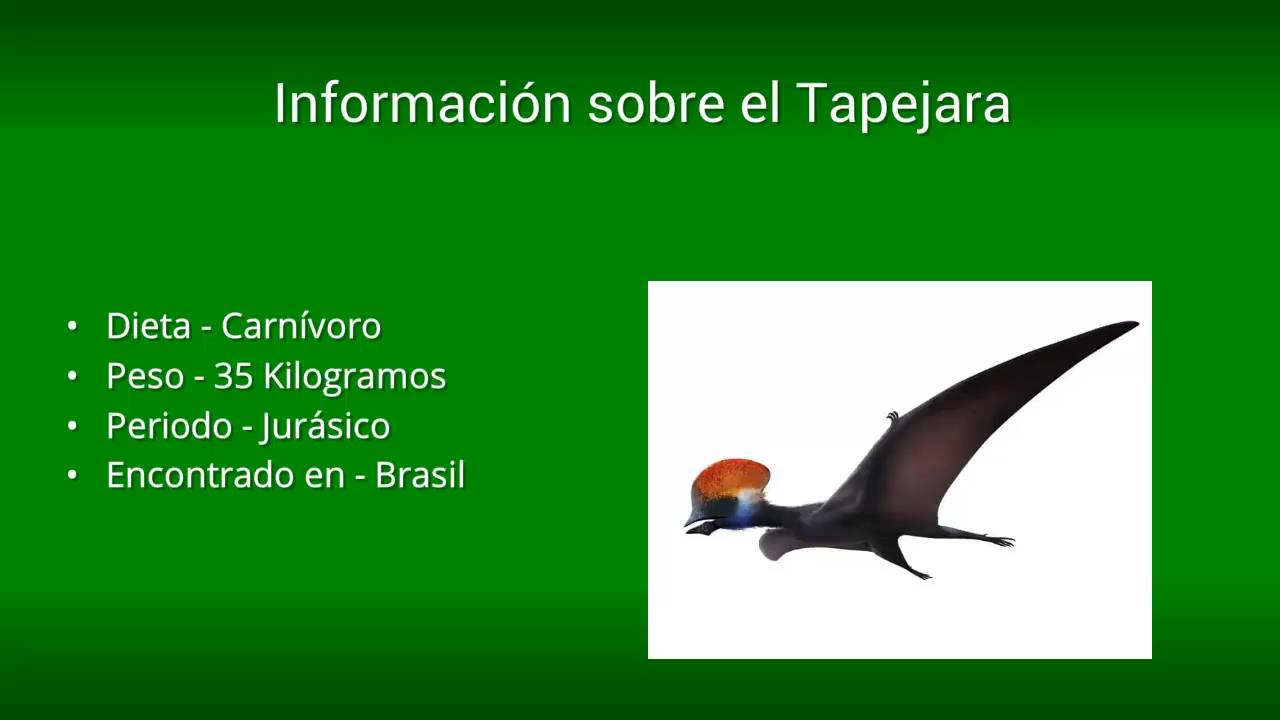 Información sobre el Tapejara
• Dieta - Carnívoro
• Peso - 35 Kilogramos
• Periodo - Jurásico
• Encontrado en - Brasil